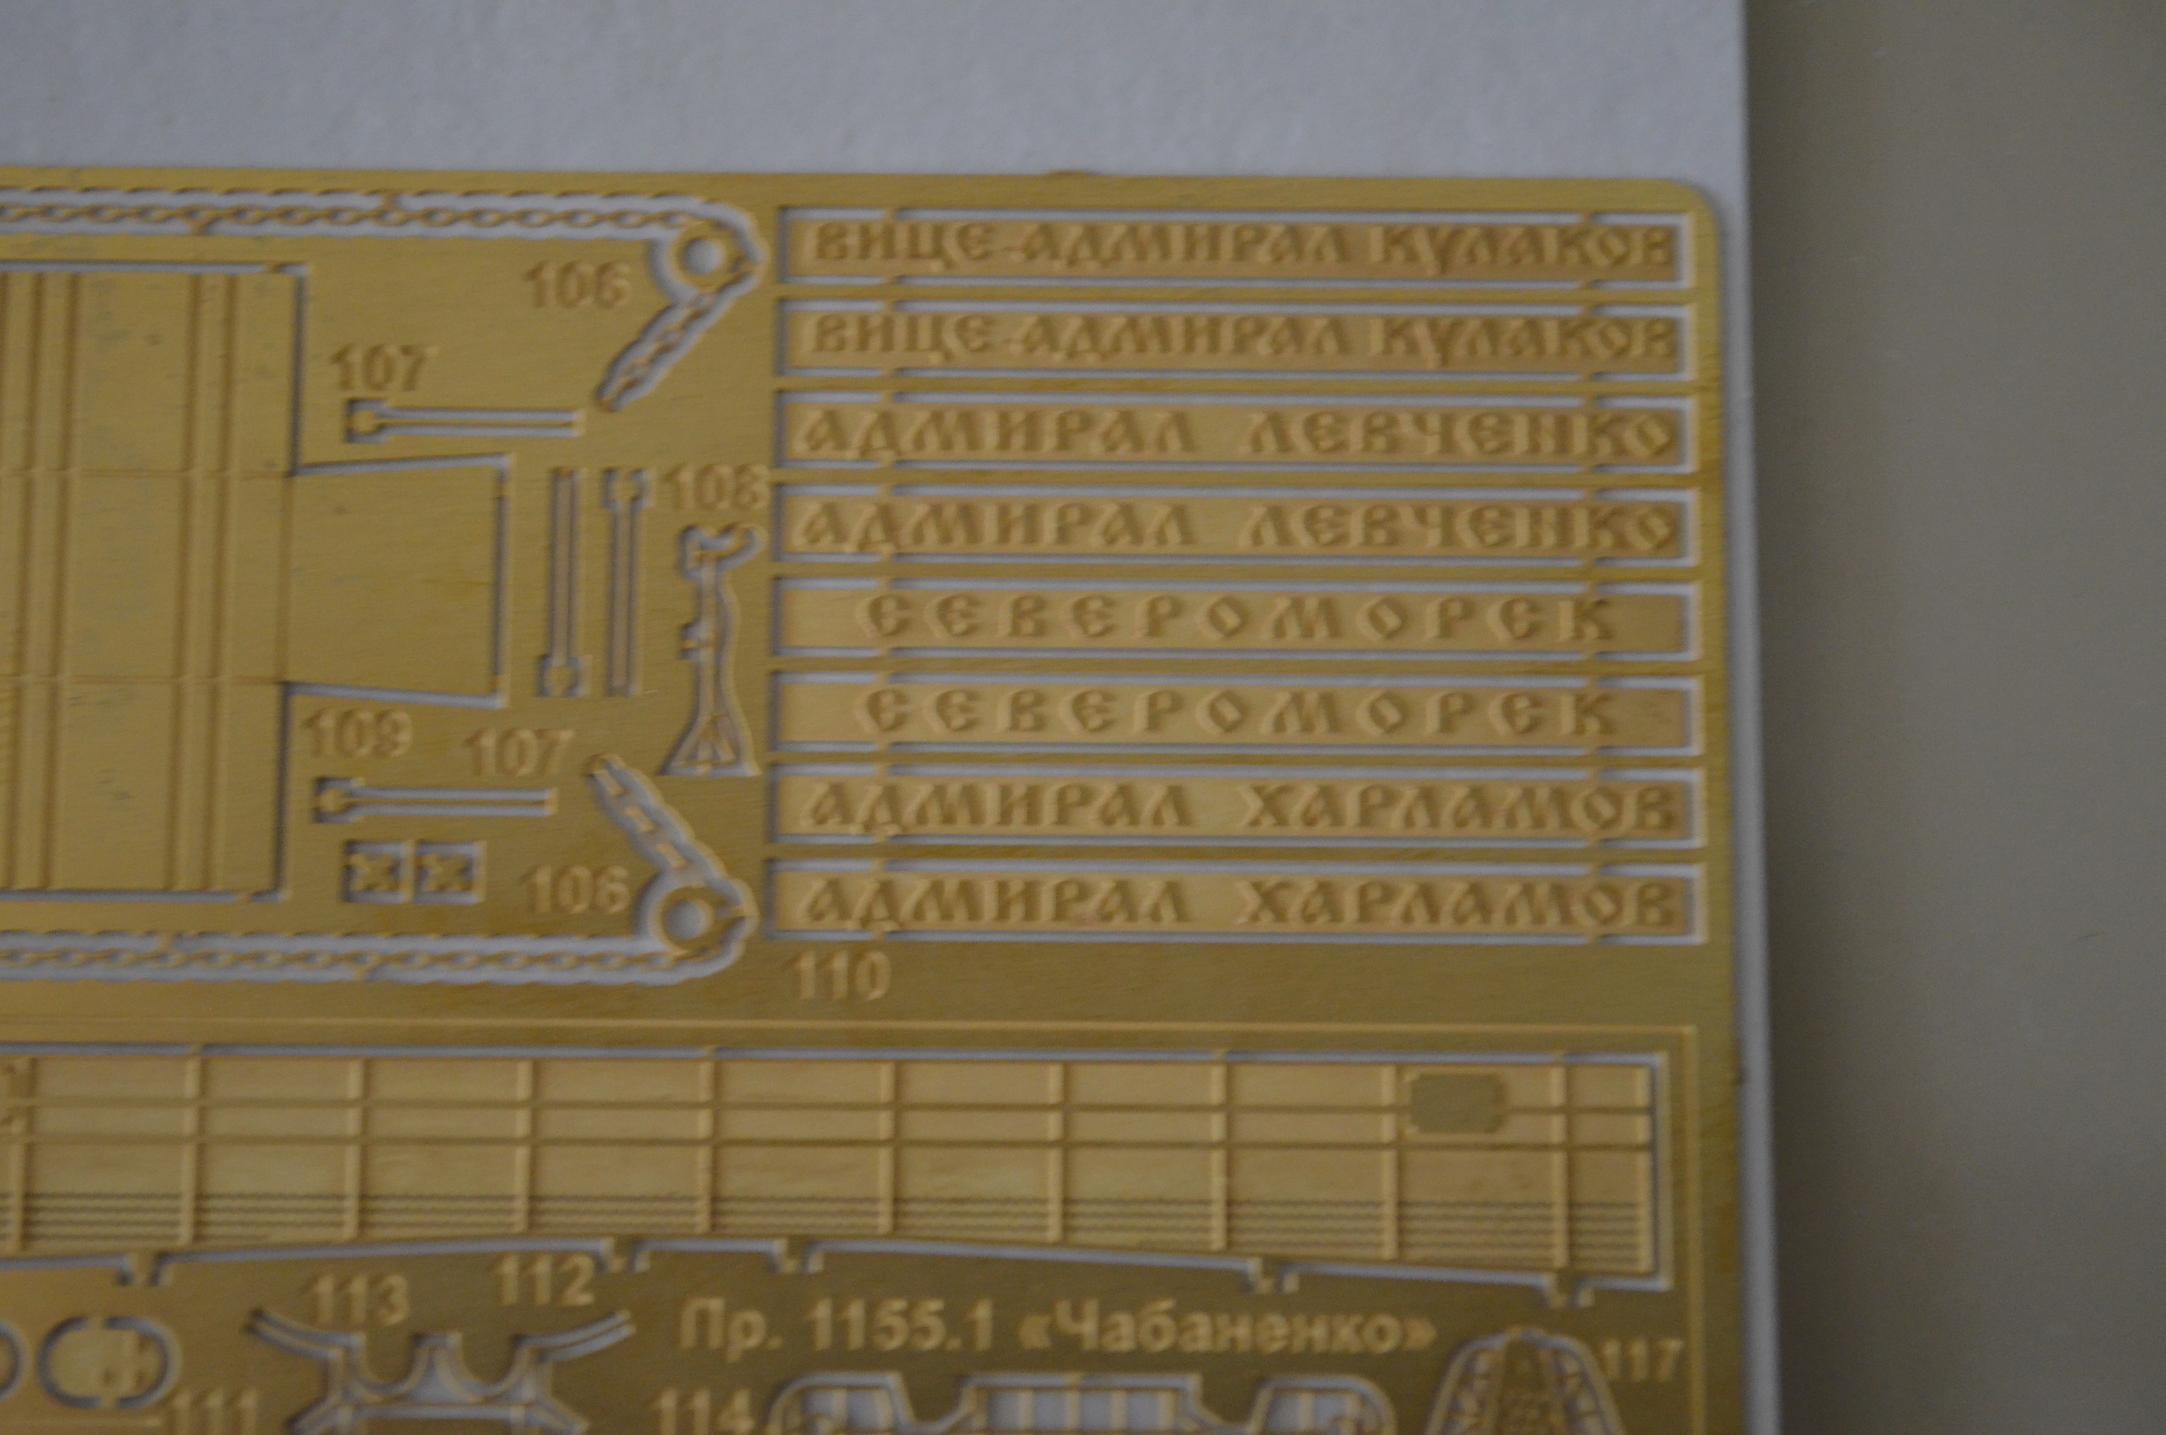 ВИЦЕ-АДМИРАЛ КУЛАКОВ
106
ВИЦЕ-АДМИРАЛ КУЛАКОВ
107
АДМИРАЛ ЛЕВЧЕНКО
108
АДМИРАЛ ЛЕВЧЕНКО
СЕВЕРОМОРСК
СЕВЕРОМОРСК
109 107
АДМИРАЛ ХАРЛАМОВ
106
АДМИРАЛ ХАРЛАМОВ
110
113 112
Пр. 1155.1 «Чабаненко»
117
111
114